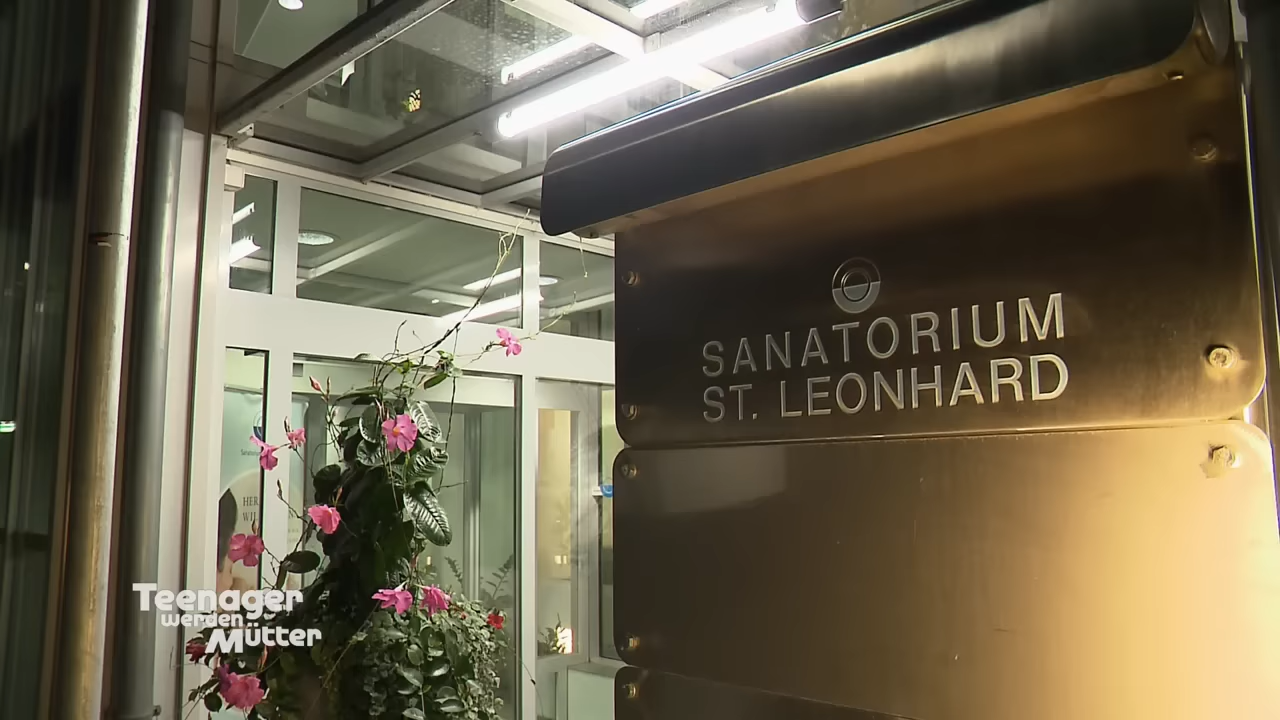 SANATORIUM
ST. LEONHARD
Teenager
werden
Mütter